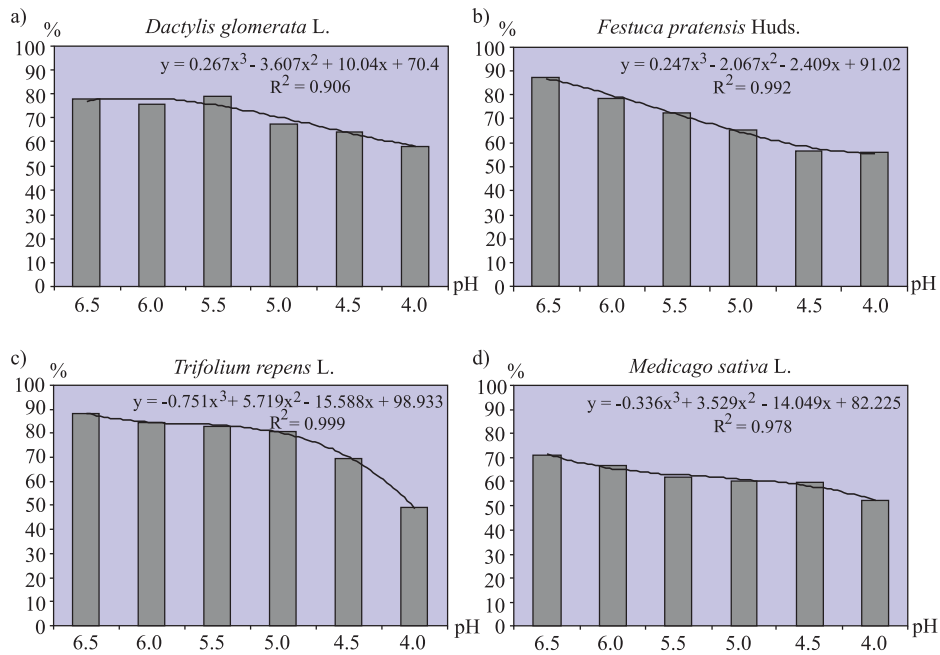 a)
%
Dactylis glomerata L.
y = 0.267x³ - 3.607x² + 10.04x + 70.4
R² = 0.906
100
90
80
70
60
50
40
30
20
10
0
6.5 6.0 5.5 5.0 4.5 4.0
pH
b)
%
Festuca pratensis Huds.
y = 0.247x³ - 2.067x² - 2.409x + 91.02
R² = 0.992
100
90
80
70
60
50
40
30
20
10
0
6.5 6.0 5.5 5.0 4.5 4.0
pH
c)
%
Trifolium repens L.
y = -0.751x³ + 5.719x² - 15.588x + 98.933
R² = 0.999
100
90
80
70
60
50
40
30
20
10
0
6.5 6.0 5.5 5.0 4.5 4.0
pH
d)
%
Medicago sativa L.
y = -0.336x³ + 3.529x² - 14.049x + 82.225
R² = 0.978
100
90
80
70
60
50
40
30
20
10
0
6.5 6.0 5.5 5.0 4.5 4.0
pH